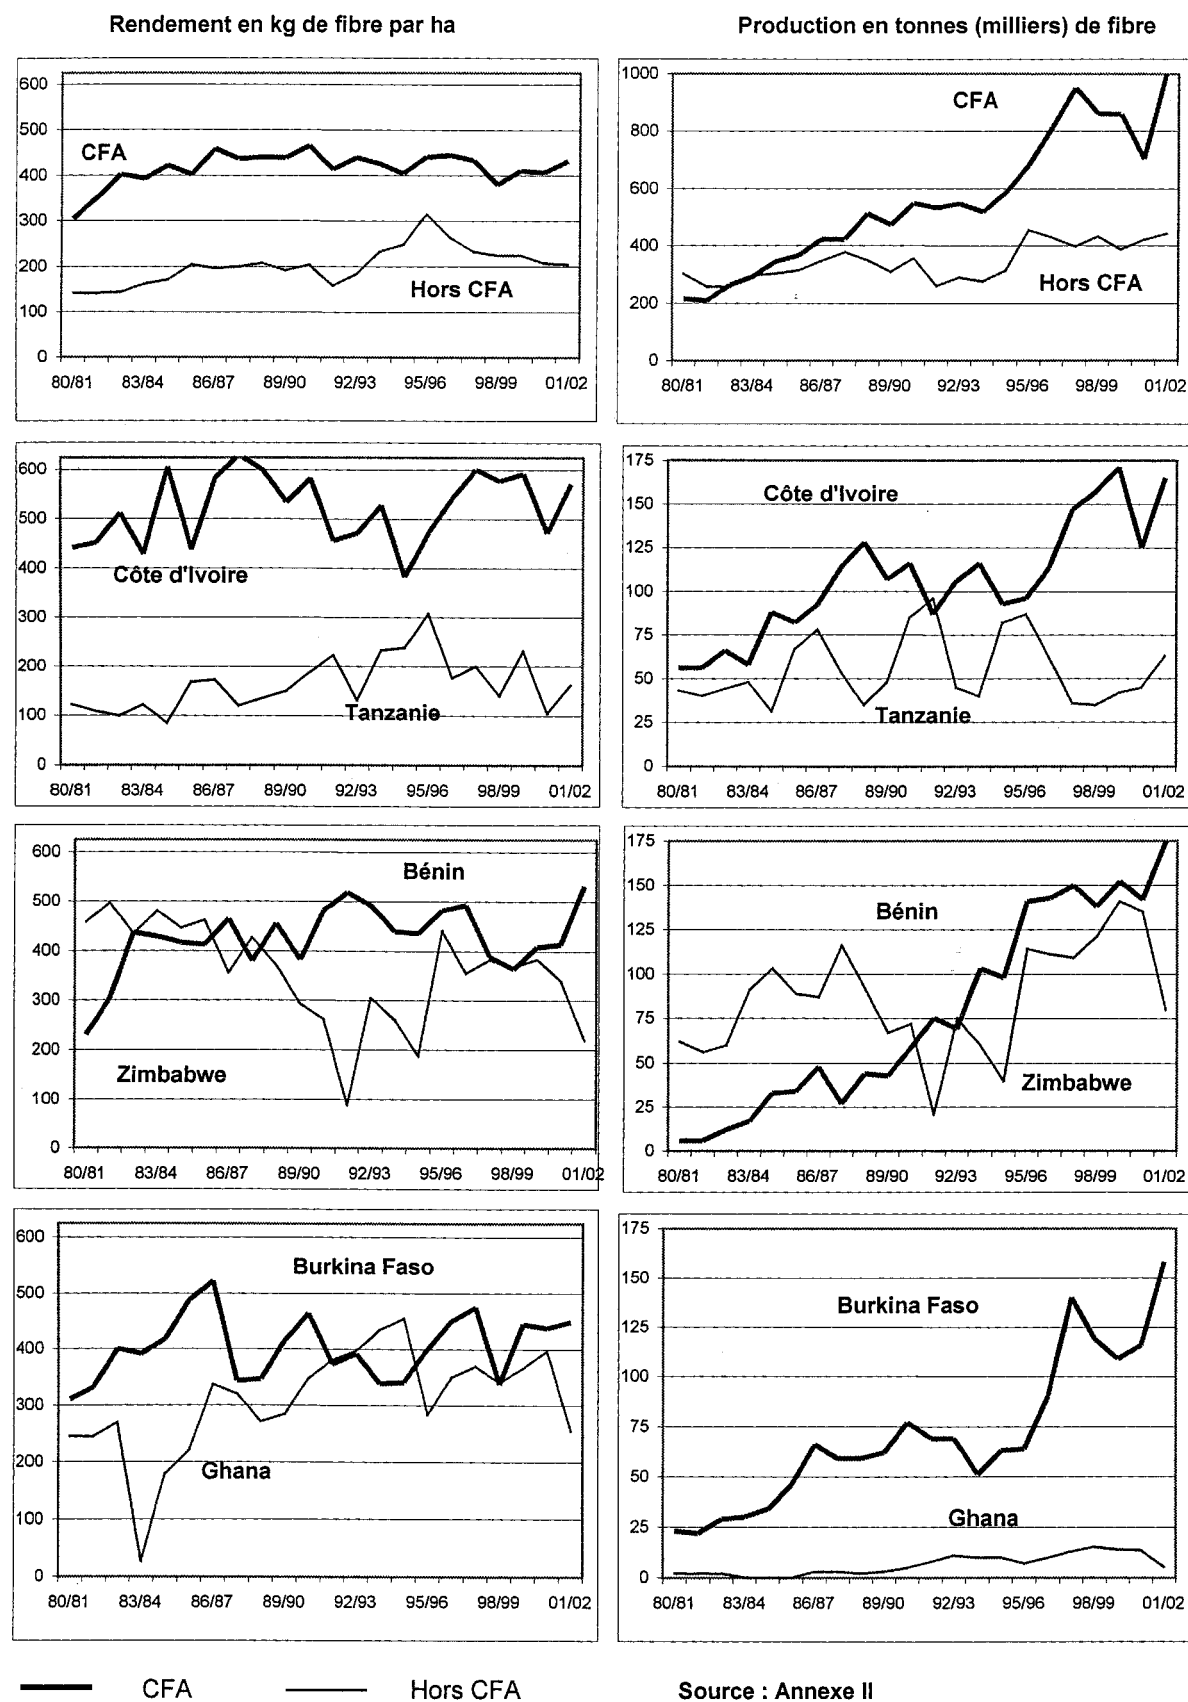 Rendement en kg de fibre par ha
Production en tonnes (milliers) de fibre
600
500
400
300
200
100
0
CFA
Hors CFA
80/81 83/84 86/87 89/90 92/93 95/96 98/99 01/02
1000
800
600
400
200
0
CFA
Hors CFA
80/81 83/84 86/87 89/90 92/93 95/96 98/99 01/02
600
500
400
300
200
100
0
Côte d'Ivoire
Tanzanie
80/81 83/84 86/87 89/90 92/93 95/96 98/99 01/02
175
150
125
100
75
50
25
0
Côte d'Ivoire
Tanzanie
80/81 83/84 86/87 89/90 92/93 95/96 98/99 01/02
600
500
400
300
200
100
0
Bénin
Zimbabwe
80/81 83/84 86/87 89/90 92/93 95/96 98/99 01/02
175
150
125
100
75
50
25
0
Bénin
Zimbabwe
80/81 83/84 86/87 89/90 92/93 95/96 98/99 01/02
600
500
400
300
200
100
0
Burkina Faso
Ghana
80/81 83/84 86/87 89/90 92/93 95/96 98/99 01/02
175
150
125
100
75
50
25
0
Burkina Faso
Ghana
80/81 83/84 86/87 89/90 92/93 95/96 98/99 01/02
CFA
Hors CFA
Source : Annexe II